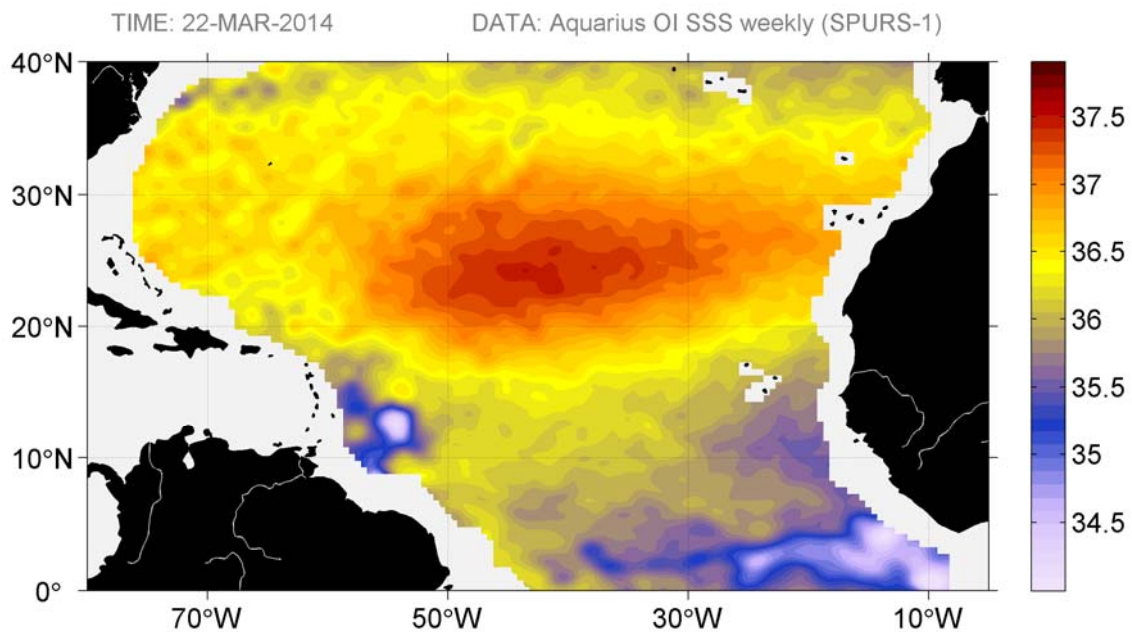 TIME: 22-MAR-2014 DATA: Aquarius OI SSS weekly (SPURS-1)
40°N
37.5
30°N
37
36.5
20°N
36
35.5
10°N
35
34.5
0°
70°W 50°W 30°W 10°W